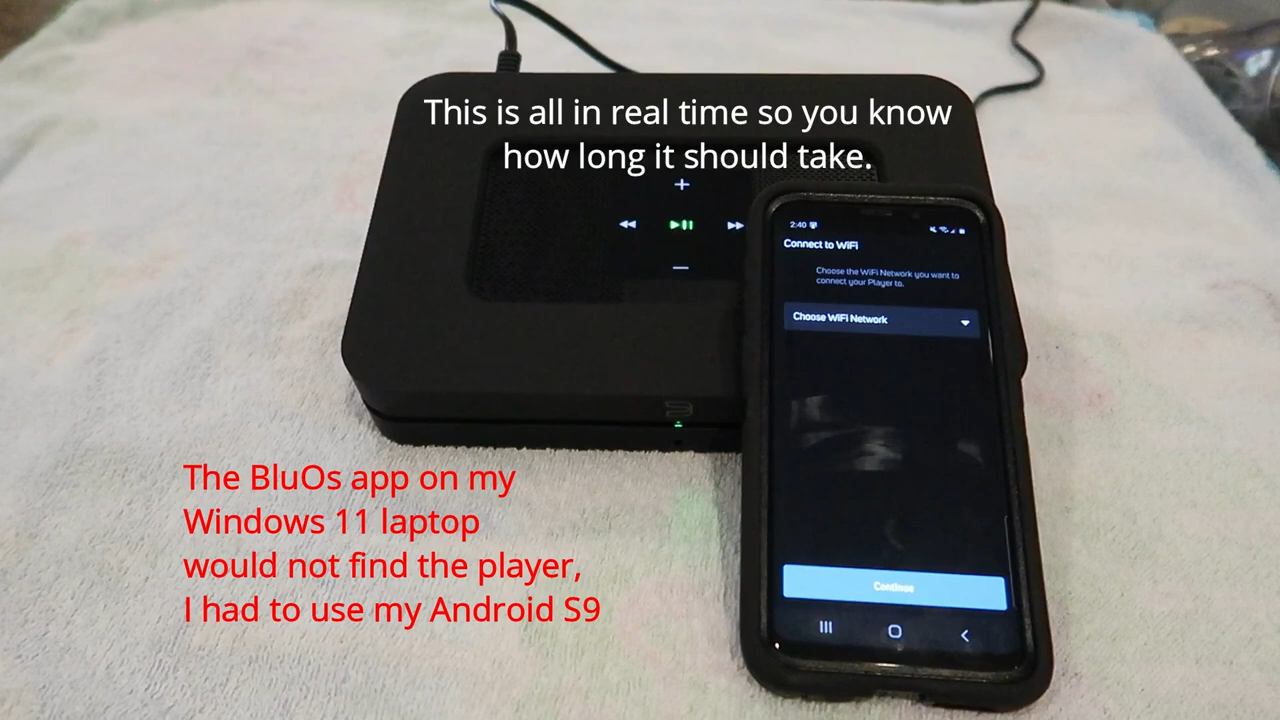 This is all in real time so you know
how long it should take.
2:40
Connect to WiFi
Choose the WiFi Network you want to
connect your Player to.
Choose WiFi Network
Continue
The BluOs app on my
Windows 11 laptop
would not find the player,
I had to use my Android S9